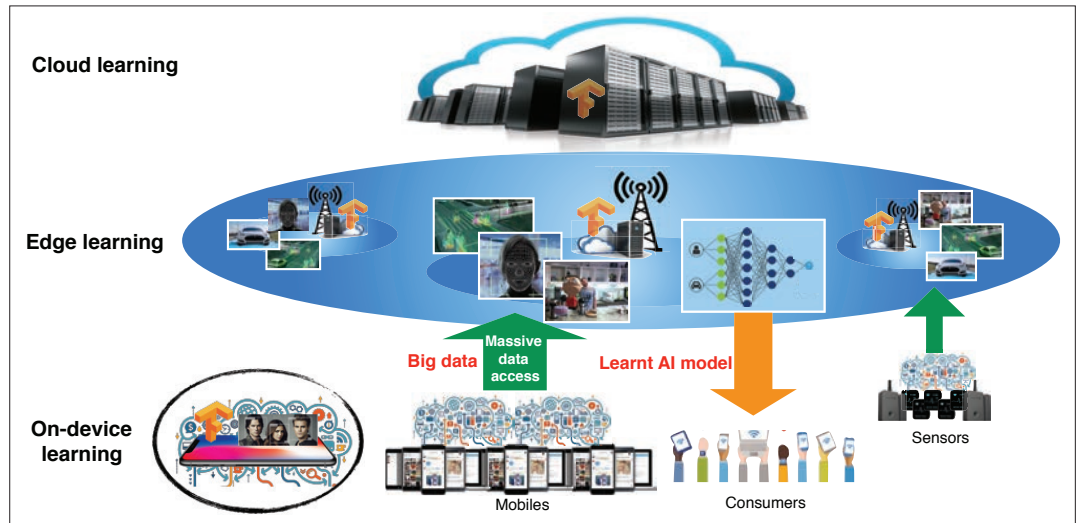 Cloud learning
Edge learning
Big data
Massive
data
access
Learnt AI model
On-device
learning
Mobiles
Consumers
Sensors